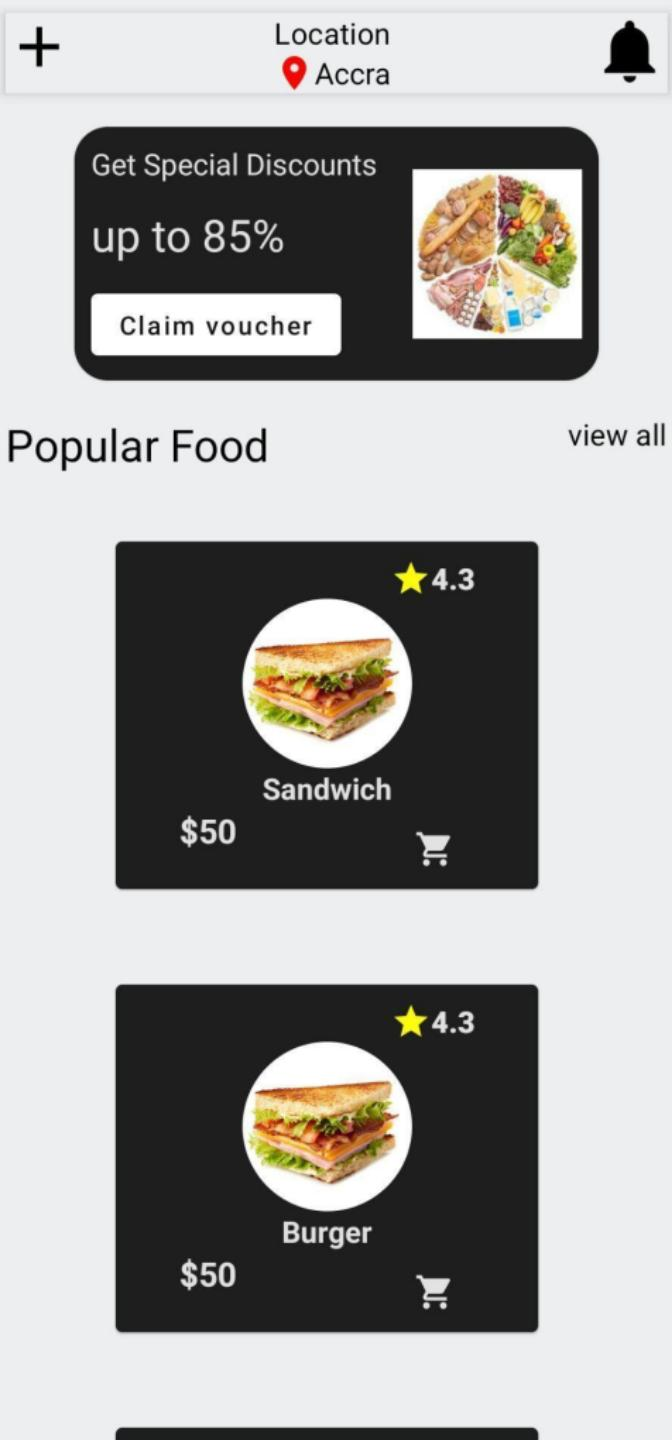 Location
Accra
Get Special Discounts
up to 85%
Claim voucher
Popular Food
view all
4.3
Sandwich
$50
4.3
Burger
$50